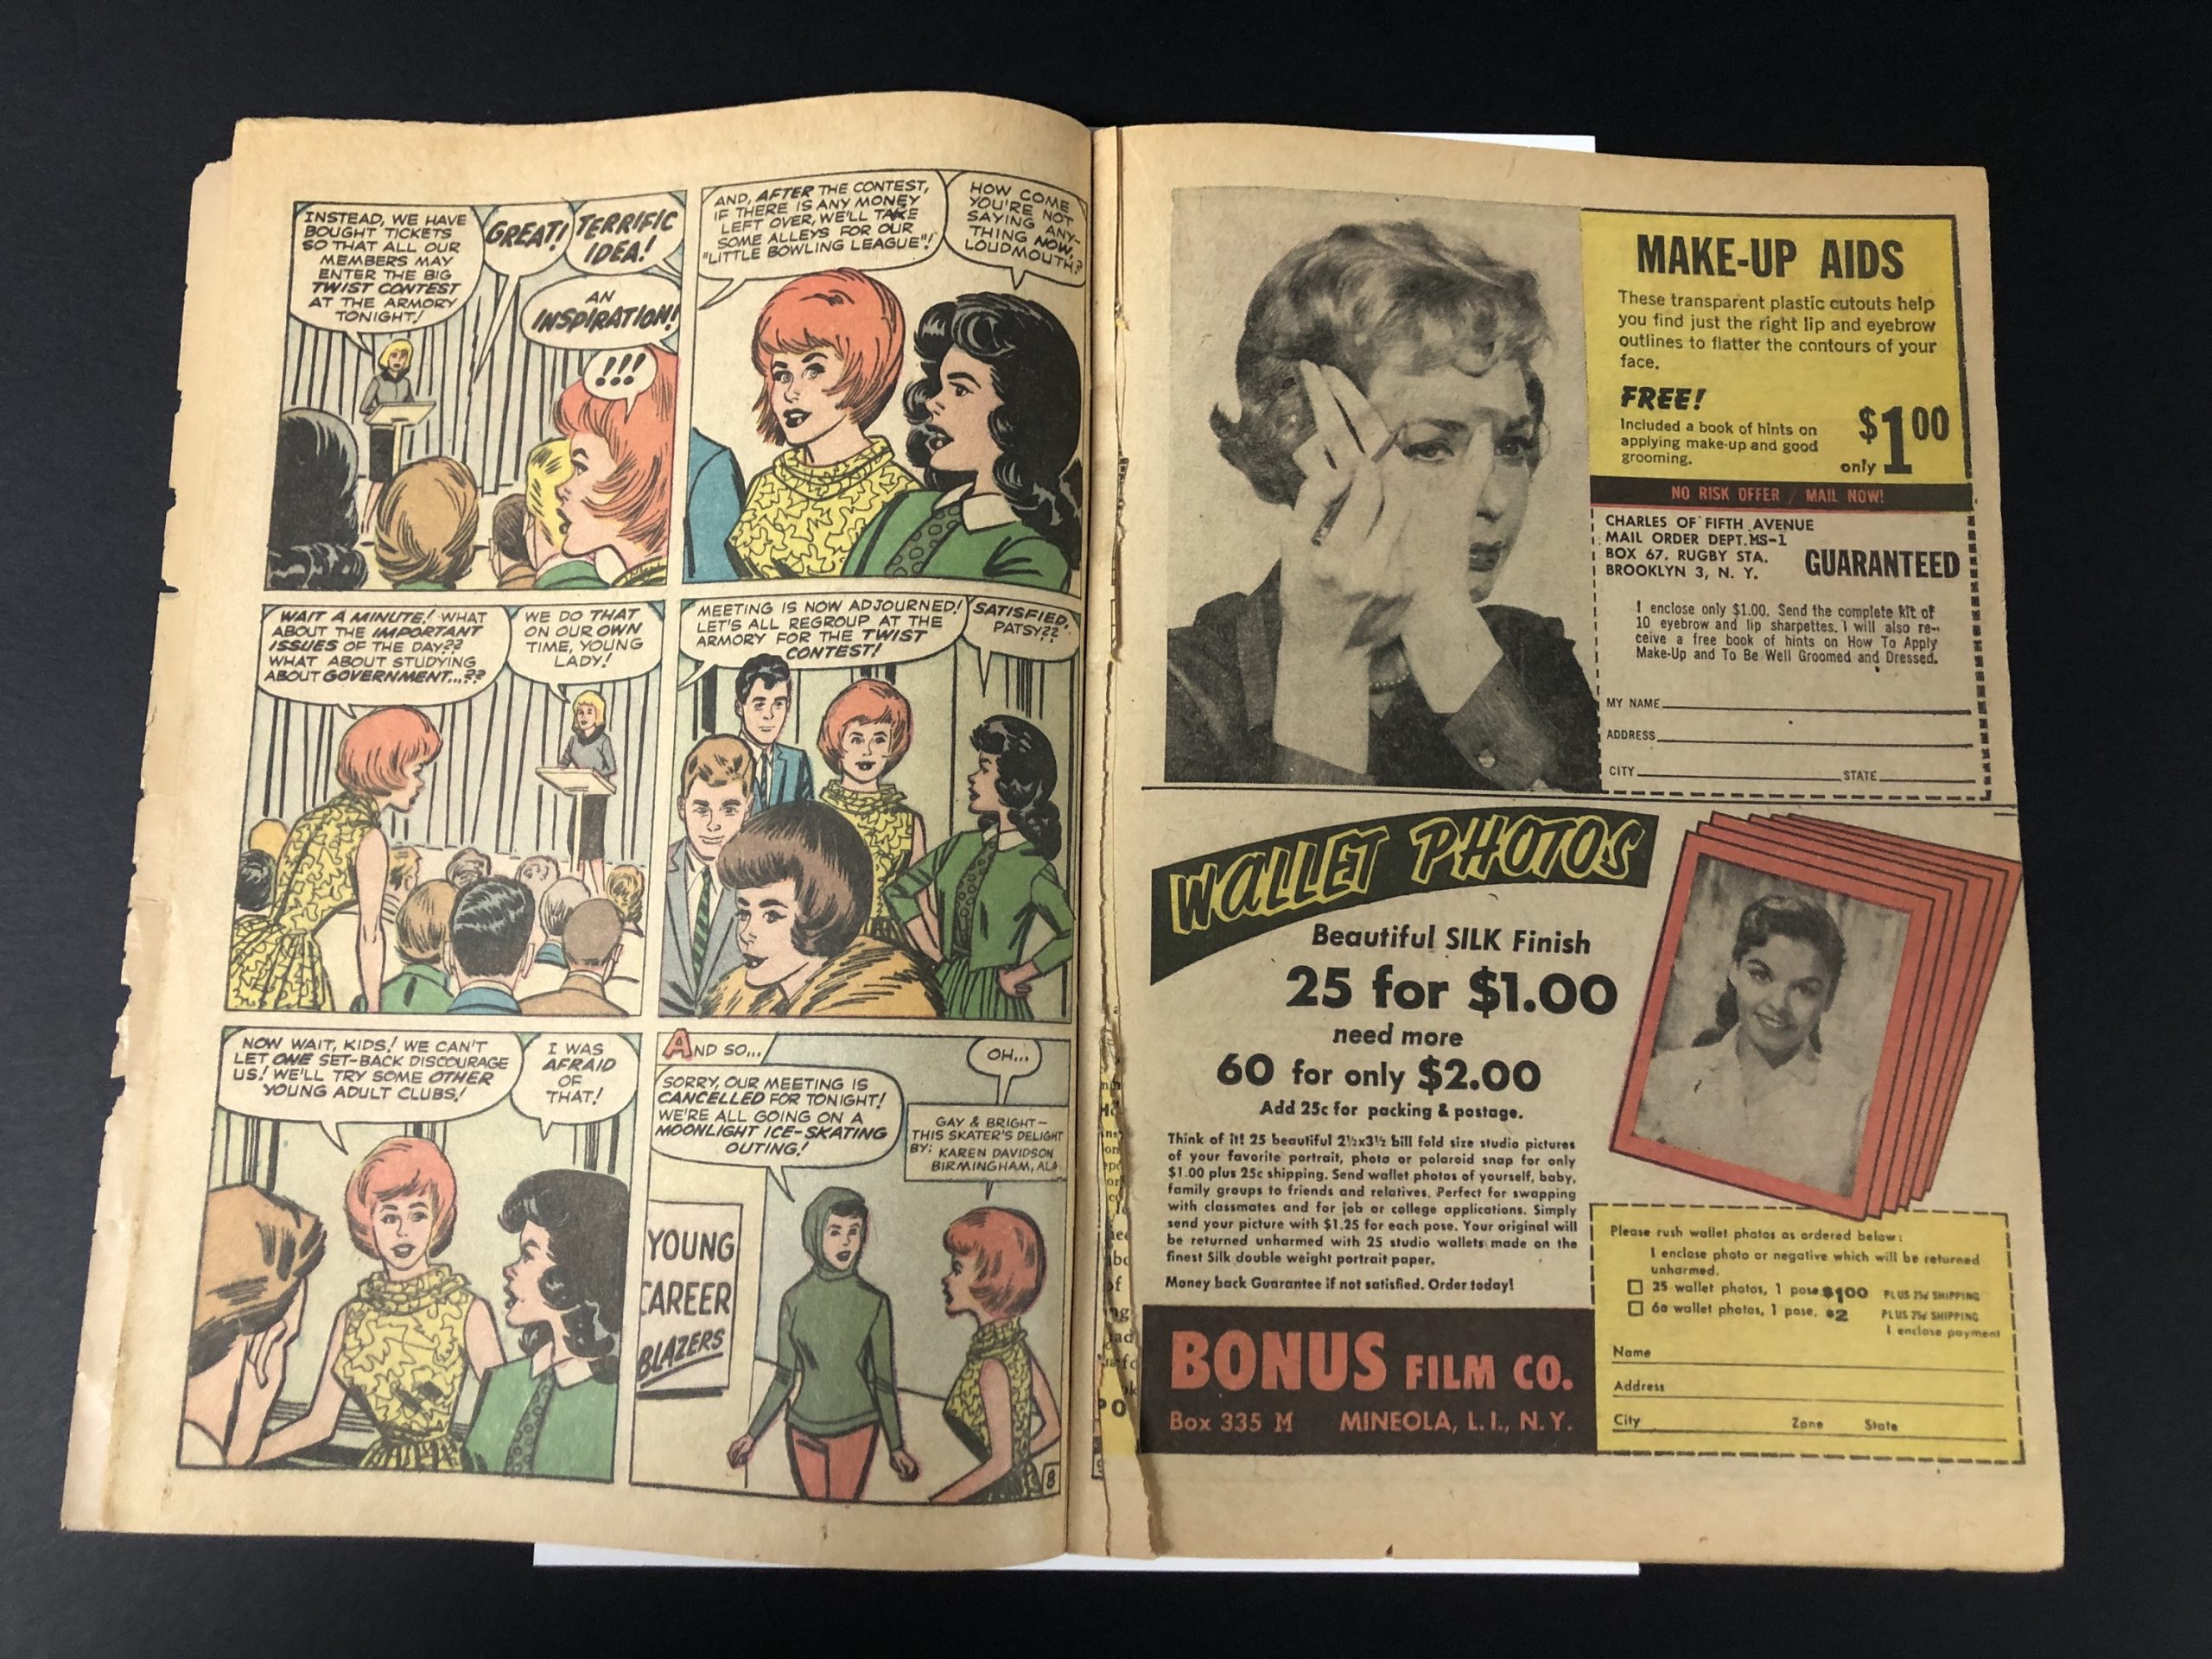 INSTEAD, WE HAVE
BOUGHT TICKETS
SO THAT ALL OUR
MEMBERS MAY
ENTER THE BIG
TWIST CONTEST
AT THE ARMORY
TONIGHT!
GREAT!
TERRIFIC
IDEA!
AN
INSPIRATION!
!!!
AND, AFTER THE CONTEST,
IF THERE IS ANY MONEY
LEFT OVER, WE'LL TAKE
SOME ALLEYS FOR OUR
"LITTLE BOWLING LEAGUE"!
HOW COME
YOU'RE NOT
SAYING ANY-
THING NOW,
LOUDMOUTH?
WAIT A MINUTE! WHAT
ABOUT THE IMPORTANT
ISSUES OF THE DAY??
WHAT ABOUT STUDYING
ABOUT GOVERNMENT...??
WE DO THAT
ON OUR OWN
TIME, YOUNG
LADY!
MEETING IS NOW ADJOURNED!
LET'S ALL REGROUP AT THE
ARMORY FOR THE TWIST
CONTEST!
SATISFIED,
PATSY??
NOW WAIT, KIDS! WE CAN'T
LET ONE SET-BACK DISCOURAGE
US! WE'LL TRY SOME OTHER
YOUNG ADULT CLUBS!
I WAS
AFRAID
OF
THAT!
AND SO...
SORRY, OUR MEETING IS
CANCELLED FOR TONIGHT!
WE'RE ALL GOING ON A
MOONLIGHT ICE-SKATING
OUTING!
OH...
GAY & BRIGHT—
THIS SKATER'S DELIGHT
BY: KAREN DAVIDSON
BIRMINGHAM, ALA.
YOUNG
CAREER
BLAZERS
8
MAKE-UP AIDS
These transparent plastic cutouts help
you find just the right lip and eyebrow
outlines to flatter the contours of your
face.
FREE!
Included a book of hints on
applying make-up and good
grooming.
only $1 00
NO RISK OFFER / MAIL NOW!
CHARLES OF FIFTH AVENUE
MAIL ORDER DEPT. MS-1
BOX 67, RUGBY STA.
BROOKLYN 3, N. Y.
GUARANTEED
I enclose only $1.00. Send the complete kit of
10 eyebrow and lip sharpettes. I will also re-
ceive a free book of hints on How To Apply
Make-Up and To Be Well Groomed and Dressed.
MY NAME
ADDRESS
CITY STATE
WALLET PHOTOS
Beautiful SILK Finish
25 for $1.00
need more
60 for only $2.00
Add 25c for packing & postage.
Think of it! 25 beautiful 2½x3½ bill fold size studio pictures
of your favorite portrait, photo or polaroid snap for only
$1.00 plus 25c shipping. Send wallet photos of yourself, baby,
family groups to friends and relatives. Perfect for swapping
with classmates and for job or college applications. Simply
send your picture with $1.25 for each pose. Your original will
be returned unharmed with 25 studio wallets made on the
finest Silk double weight portrait paper.
Money back Guarantee if not satisfied. Order today!
BONUS FILM CO.
Box 335 M MINEOLA, L. I., N. Y.
Please rush wallet photos as ordered below:
I enclose photo or negative which will be returned
unharmed.
25 wallet photos, 1 pose $1.00 PLUS 25¢ SHIPPING
60 wallet photos, 1 pose, $2 PLUS 25¢ SHIPPING
I enclose payment
Name
Address
City Zone State